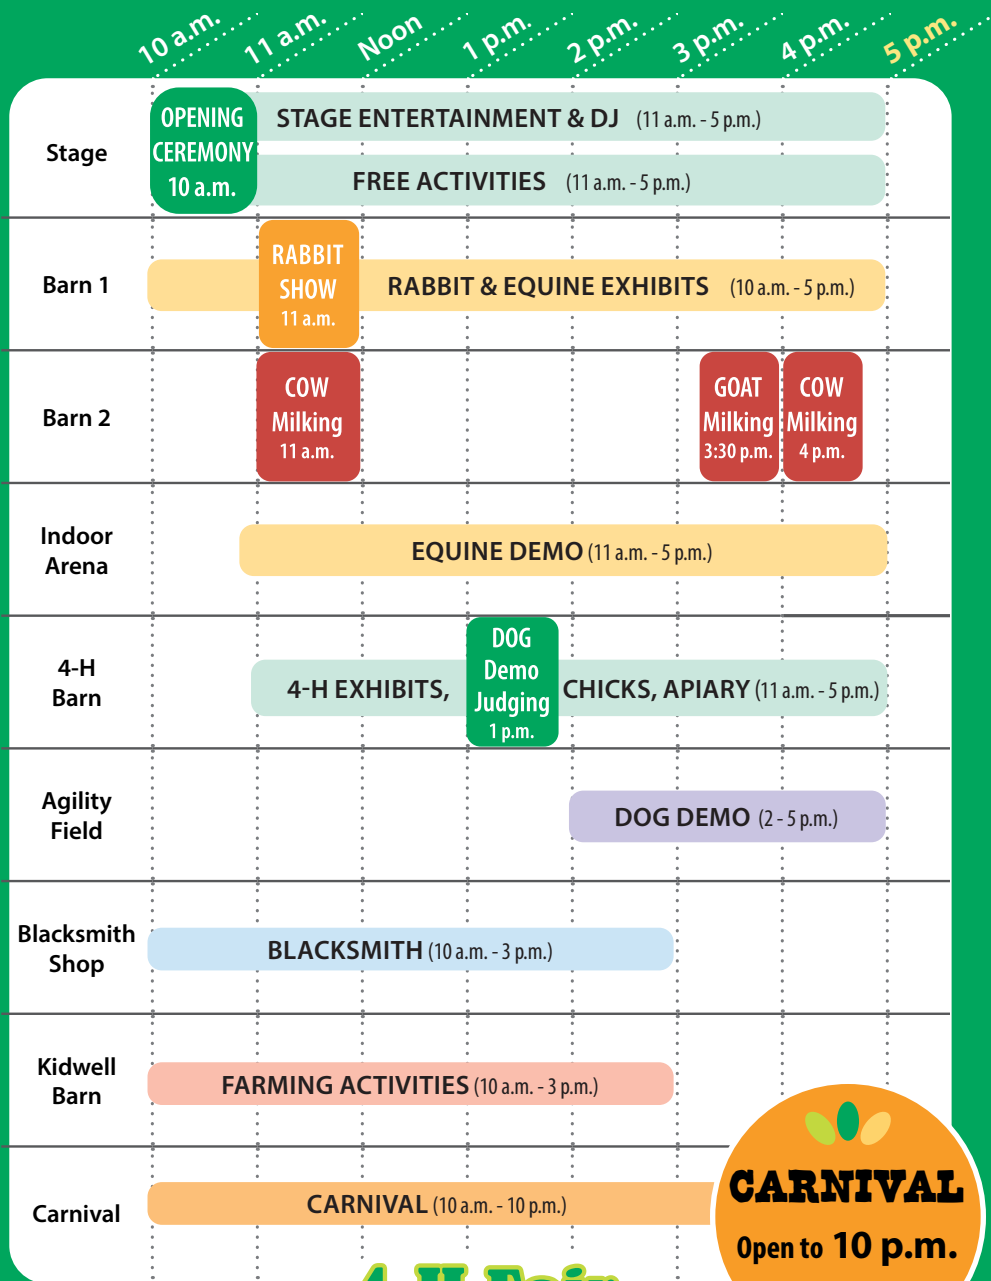 10 a.m. 11 a.m. Noon 1 p.m. 2 p.m. 3 p.m. 4 p.m. 5 p.m.
Stage
OPENING
CEREMONY
10 a.m.
STAGE ENTERTAINMENT & DJ (11 a.m. - 5 p.m.)
FREE ACTIVITIES (11 a.m. - 5 p.m.)
Barn 1
RABBIT
SHOW
11 a.m.
RABBIT & EQUINE EXHIBITS (10 a.m. - 5 p.m.)
Barn 2
COW
Milking
11 a.m.
GOAT
Milking
3:30 p.m.
COW
Milking
4 p.m.
Indoor
Arena
EQUINE DEMO (11 a.m. - 5 p.m.)
4-H
Barn
4-H EXHIBITS,
DOG
Demo
Judging
1 p.m.
CHICKS, APIARY (11 a.m. - 5 p.m.)
Agility
Field
DOG DEMO (2 - 5 p.m.)
Blacksmith
Shop
BLACKSMITH (10 a.m. - 3 p.m.)
Kidwell
Barn
FARMING ACTIVITIES (10 a.m. - 3 p.m.)
Carnival
CARNIVAL (10 a.m. - 10 p.m.)
CARNIVAL
Open to 10 p.m.
4-H Fair